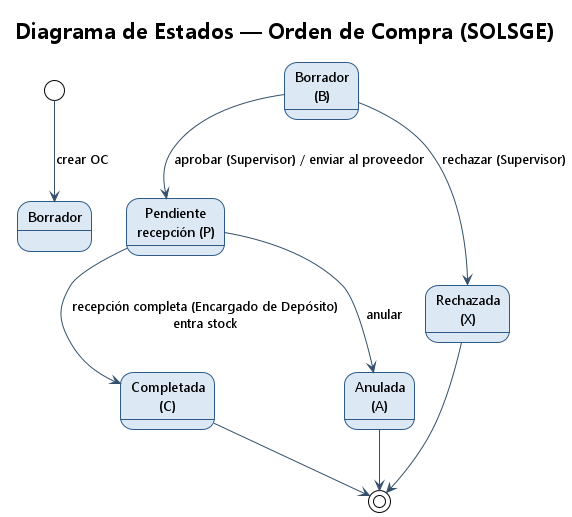 Diagrama de Estados — Orden de Compra (SOLSGE)
Borrador
(B)
crear OC
aprobar (Supervisor) / enviar al proveedor
rechazar (Supervisor)
Borrador
Pendiente
recepción (P)
recepción completa (Encargado de Depósito)
entra stock
anular
Rechazada
(X)
Completada
(C)
Anulada
(A)